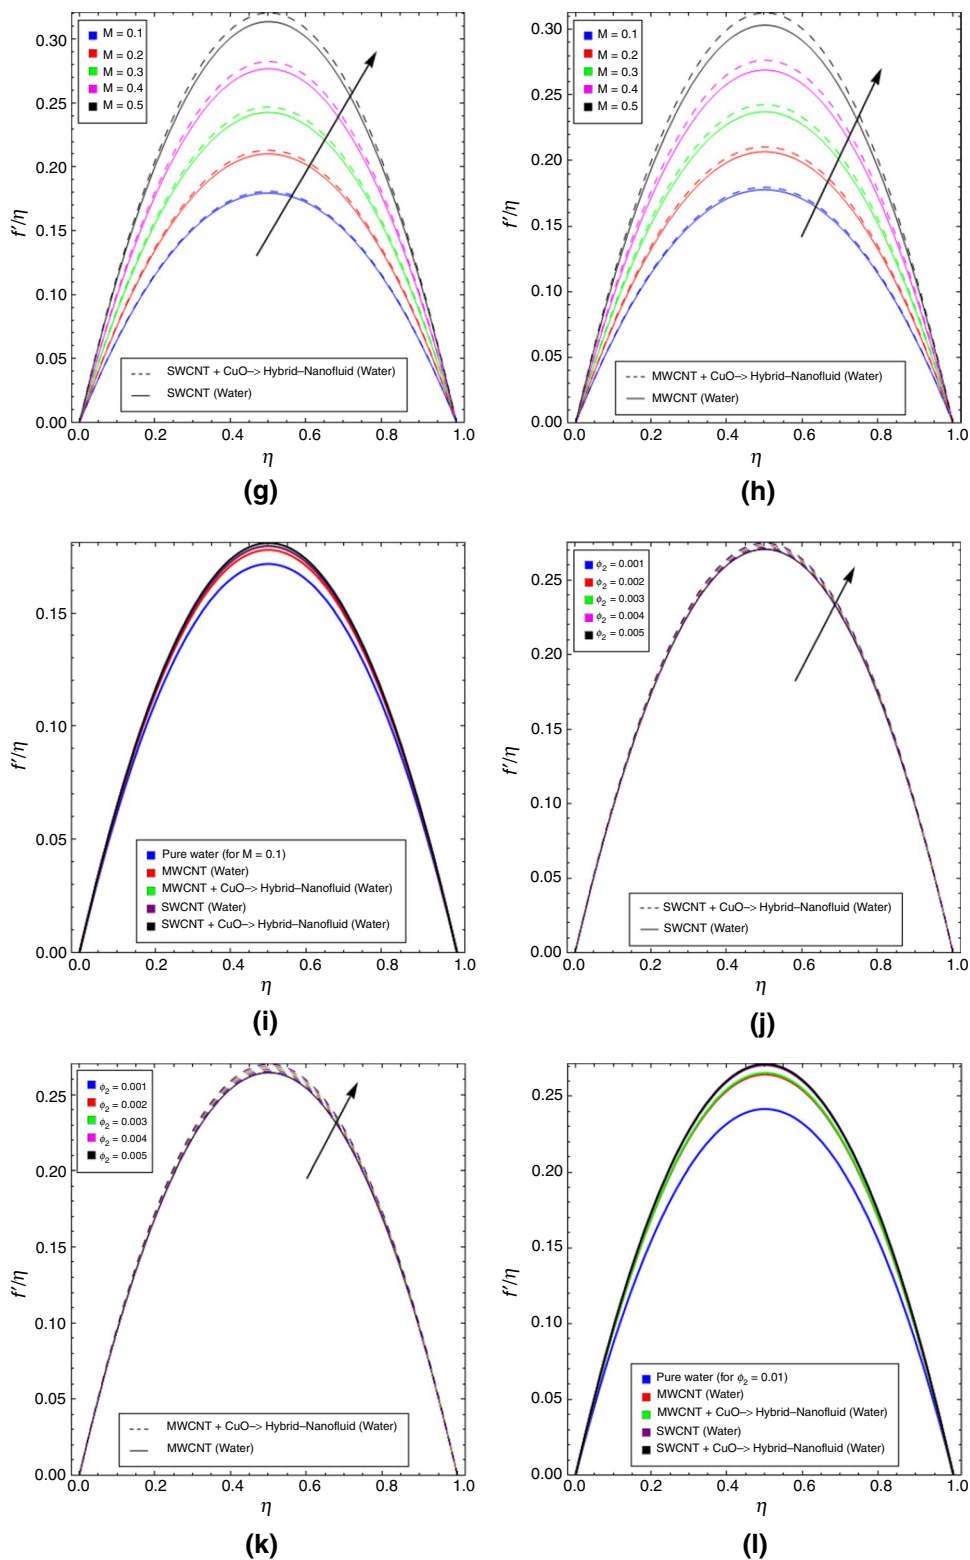 M = 0.1
M = 0.2
M = 0.3
M = 0.4
M = 0.5
0.30
0.25
0.20
0.15
0.10
0.05
0.00
f′/η
SWCNT + CuO–> Hybrid–Nanofluid (Water)
SWCNT (Water)
0.0 0.2 0.4 0.6 0.8 1.0
η
(g)
M = 0.1
M = 0.2
M = 0.3
M = 0.4
M = 0.5
0.30
0.25
0.20
0.15
0.10
0.05
0.00
f′/η
MWCNT + CuO–> Hybrid–Nanofluid (Water)
MWCNT (Water)
0.0 0.2 0.4 0.6 0.8 1.0
η
(h)
0.15
0.10
0.05
0.00
f′/η
Pure water (for M = 0.1)
MWCNT (Water)
MWCNT + CuO–> Hybrid–Nanofluid (Water)
SWCNT (Water)
SWCNT + CuO–> Hybrid–Nanofluid (Water)
0.0 0.2 0.4 0.6 0.8 1.0
η
(i)
ϕ₂ = 0.001
ϕ₂ = 0.002
ϕ₂ = 0.003
ϕ₂ = 0.004
ϕ₂ = 0.005
0.25
0.20
0.15
0.10
0.05
0.00
f′/η
SWCNT + CuO–> Hybrid–Nanofluid (Water)
SWCNT (Water)
0.0 0.2 0.4 0.6 0.8 1.0
η
(j)
ϕ₂ = 0.001
ϕ₂ = 0.002
ϕ₂ = 0.003
ϕ₂ = 0.004
ϕ₂ = 0.005
0.25
0.20
0.15
0.10
0.05
0.00
f′/η
MWCNT + CuO–> Hybrid–Nanofluid (Water)
MWCNT (Water)
0.0 0.2 0.4 0.6 0.8 1.0
η
(k)
0.25
0.20
0.15
0.10
0.05
0.00
f′/η
Pure water (for ϕ₂ = 0.01)
MWCNT (Water)
MWCNT + CuO–> Hybrid–Nanofluid (Water)
SWCNT (Water)
SWCNT + CuO–> Hybrid–Nanofluid (Water)
0.0 0.2 0.4 0.6 0.8 1.0
η
(l)